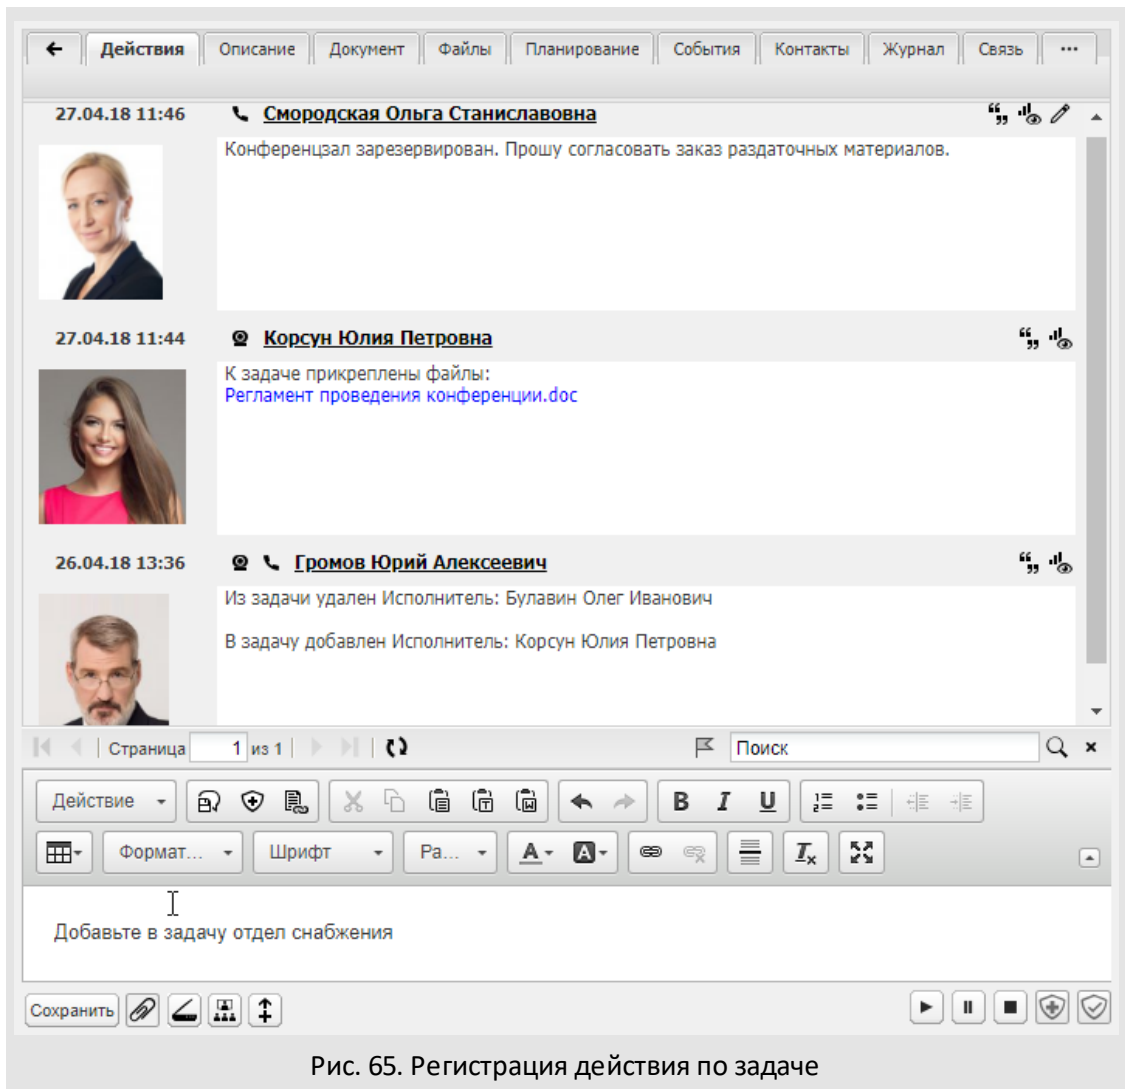 Действия Описание Документ Файлы Планирование События Контакты Журнал Связь ...
27.04.18 11:46 Смородская Ольга Станиславовна
Конференцзал зарезервирован. Прошу согласовать заказ раздаточных материалов.
27.04.18 11:44 Корсун Юлия Петровна
К задаче прикреплены файлы:
Регламент проведения конференции.doc
26.04.18 13:36 Громов Юрий Алексеевич
Из задачи удален Исполнитель: Булавин Олег Иванович
В задачу добавлен Исполнитель: Корсун Юлия Петровна
Страница 1 из 1 Поиск
Действие B I U
Формат... Шрифт Ра... A A Tx
Добавьте в задачу отдел снабжения
Сохранить
Рис. 65. Регистрация действия по задаче